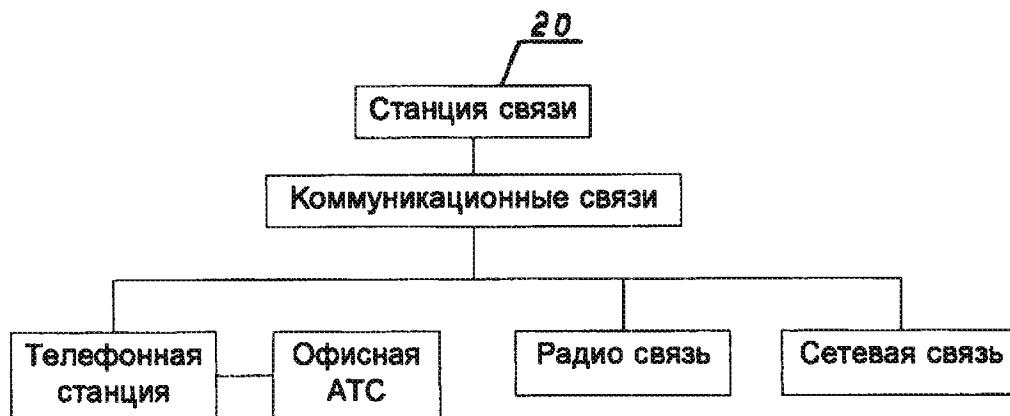 20
Станция связи
Коммуникационные связи
Телефонная
станция
Офисная
АТС
Радио связь
Сетевая связь